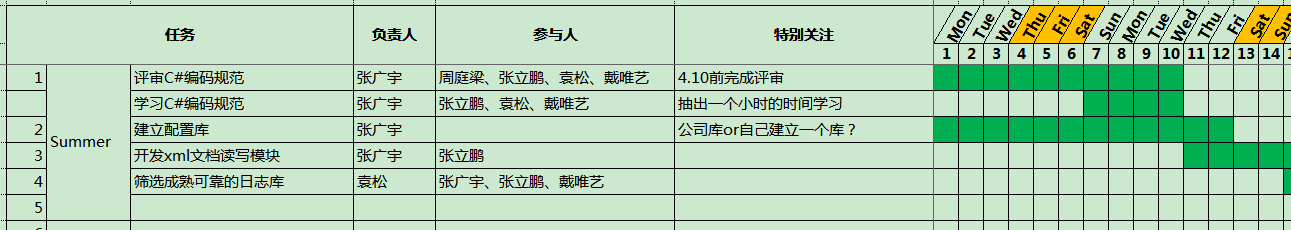 任务 负责人 参与人 特别关注 Mon Tue Wed Thu Fri Sat Sun Mon Tue Wed Thu Fri Sat Sun
1 2 3 4 5 6 7 8 9 10 11 12 13 14
1 评审C#编码规范 张广宇 周庭梁、张立鹏、袁松、戴唯艺 4.10前完成评审
学习C#编码规范 张广宇 张立鹏、袁松、戴唯艺 抽出一个小时的时间学习
2 Summer 建立配置库 张广宇 公司库or自己建立一个库？
3 开发xml文档读写模块 张广宇 张立鹏
4 筛选成熟可靠的日志库 袁松 张广宇、张立鹏、戴唯艺
5